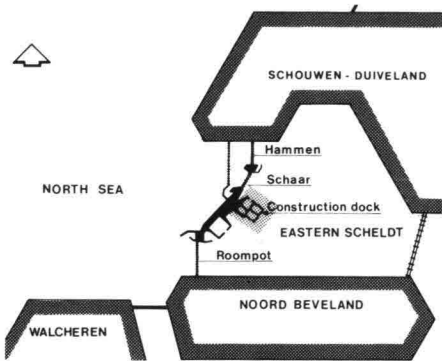 SCHOUWEN - DUIVELAND
Hammen
Schaar
NORTH SEA
Construction dock
EASTERN SCHELDT
Roompot
NOORD BEVELAND
WALCHEREN